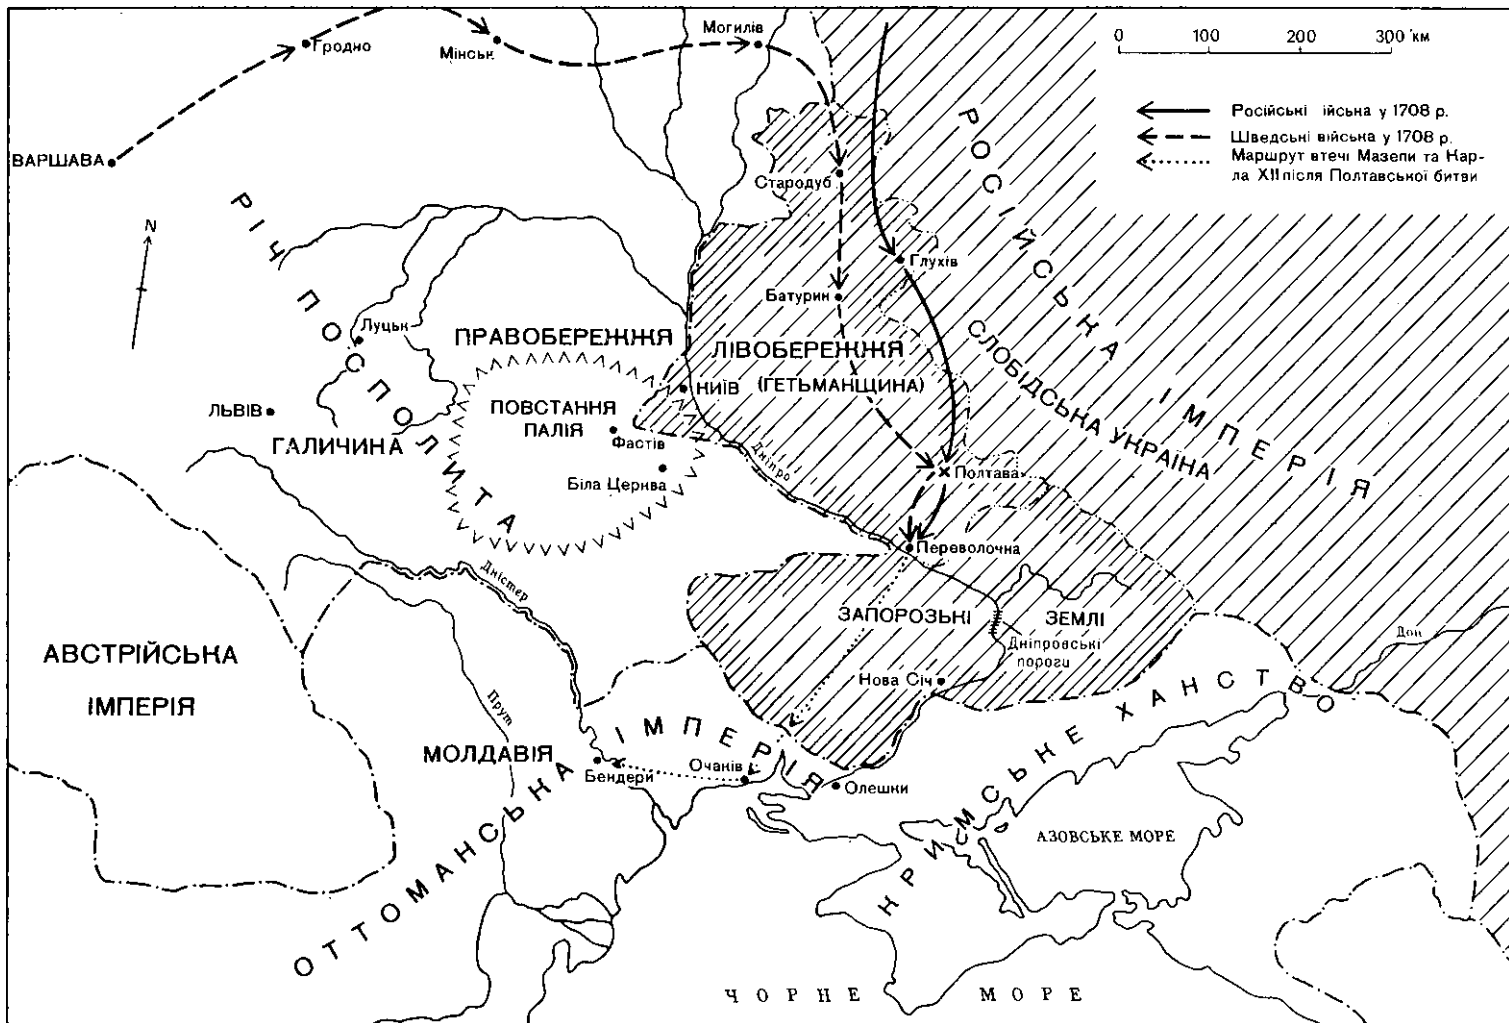 Гродно
Мінськ
Могилів
0 100 200 300 км
Російські ійська у 1708 р.
Шведські війська у 1708 р.
Маршрут втечі Мазепи та Кар-
ла XII після Полтавської битви
ВАРШАВА
N
РІЧ ПОСПОЛИТА
РОСІЙСЬКА ІМПЕРІЯ
Стародуб
Глухів
Батурин
СЛОБІДСЬКА УКРАЇНА
Луцьк
ПРАВОБЕРЕЖЖЯ
ЛІВОБЕРЕЖЖЯ
(ГЕТЬМАНЩИНА)
КИЇВ
ЛЬВІВ
ГАЛИЧИНА
ПОВСТАННЯ
ПАЛІЯ
Фастів
Біла Церква
Дніпро
Полтава
Переволочна
Дністер
ЗАПОРОЗЬКІ ЗЕМЛІ
Дніпровські
пороги
Нова Січ
Дон
АВСТРІЙСЬКА
ІМПЕРІЯ
Прут
МОЛДАВІЯ
Бендери
Очаків
Олешки
ОТТОМАНСЬКА ІМПЕРІЯ
КРИМСЬКЕ ХАНСТВО
АЗОВСЬКЕ МОРЕ
ЧОРНЕ МОРЕ